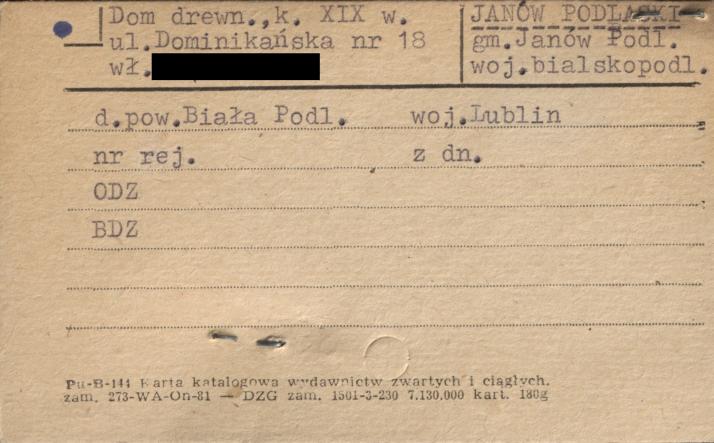 Dom drewn., k. XIX w.
ul. Dominikańska nr 18
wł.
JANÓW PODLASKI
gm. Janów Podl.
woj. bialskopodl.
d. pow. Biała Podl. woj. Lublin
nr rej. z dn.
ODZ
BDZ
Pu-B-144 Karta katalogowa wydawnictw zwartych i ciągłych.
zam. 273-WA-On-81 — DZG zam. 1501-3-230 7.130.000 kart. 180g